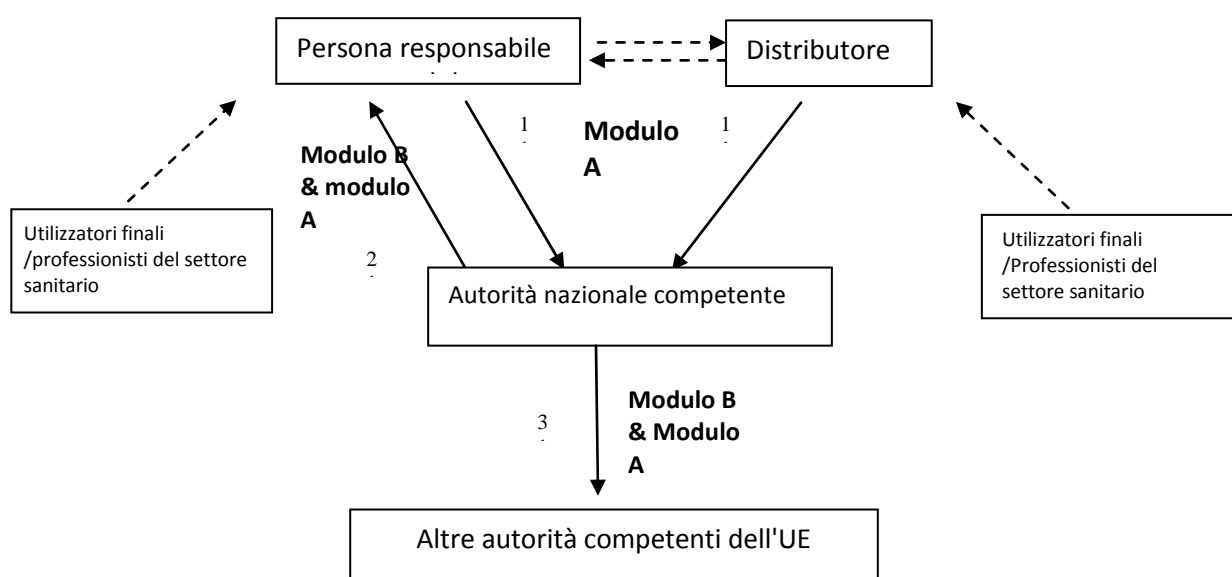 Persona responsabile
Distributore
1
Modulo
A
1
Modulo B
& modulo
A
Utilizzatori finali
/professionisti del settore
sanitario
2
Utilizzatori finali
/Professionisti del
settore sanitario
Autorità nazionale competente
3
Modulo B
& Modulo
A
Altre autorità competenti dell'UE